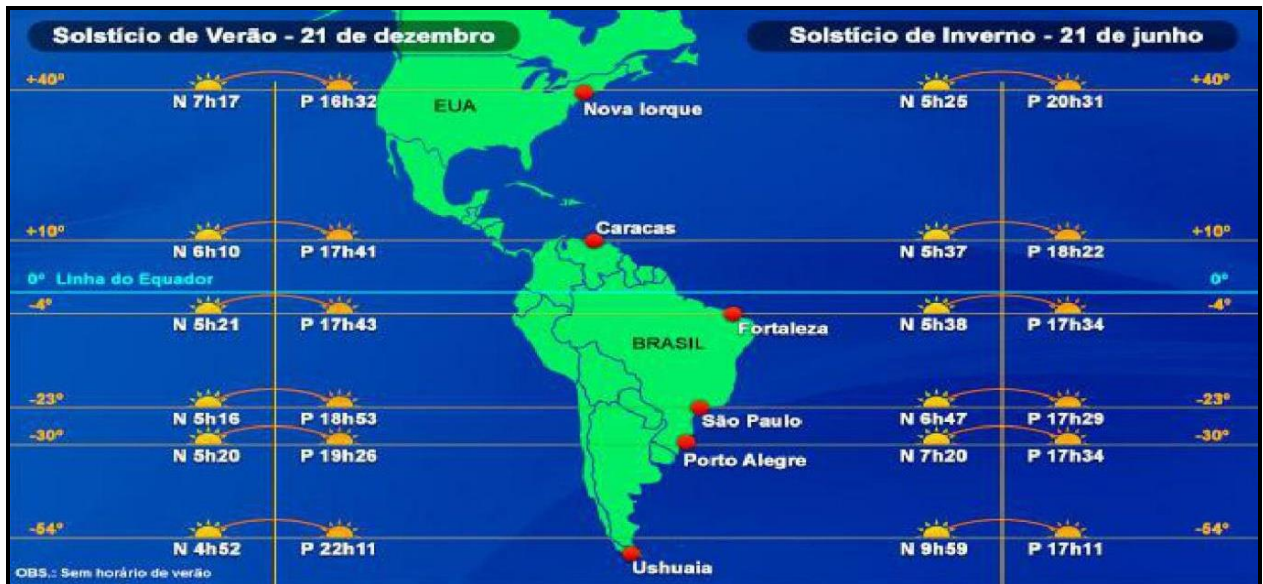 Solstício de Verão - 21 de dezembro
Solstício de Inverno - 21 de junho
+40º
N 7h17
P 16h32
EUA
Nova Iorque
N 5h25
P 20h31
+40º
+10º
N 6h10
P 17h41
Caracas
N 5h37
P 18h22
+10º
0º Linha do Equador
0º
-4º
N 5h21
P 17h43
Fortaleza
N 5h38
P 17h34
-4º
BRASIL
-23º
N 5h16
P 18h53
São Paulo
N 6h47
P 17h29
-23º
-30º
N 5h20
P 19h26
Porto Alegre
N 7h20
P 17h34
-30º
-54º
N 4h52
P 22h11
Ushuaia
N 9h59
P 17h11
-54º
OBS.: Sem horário de verão